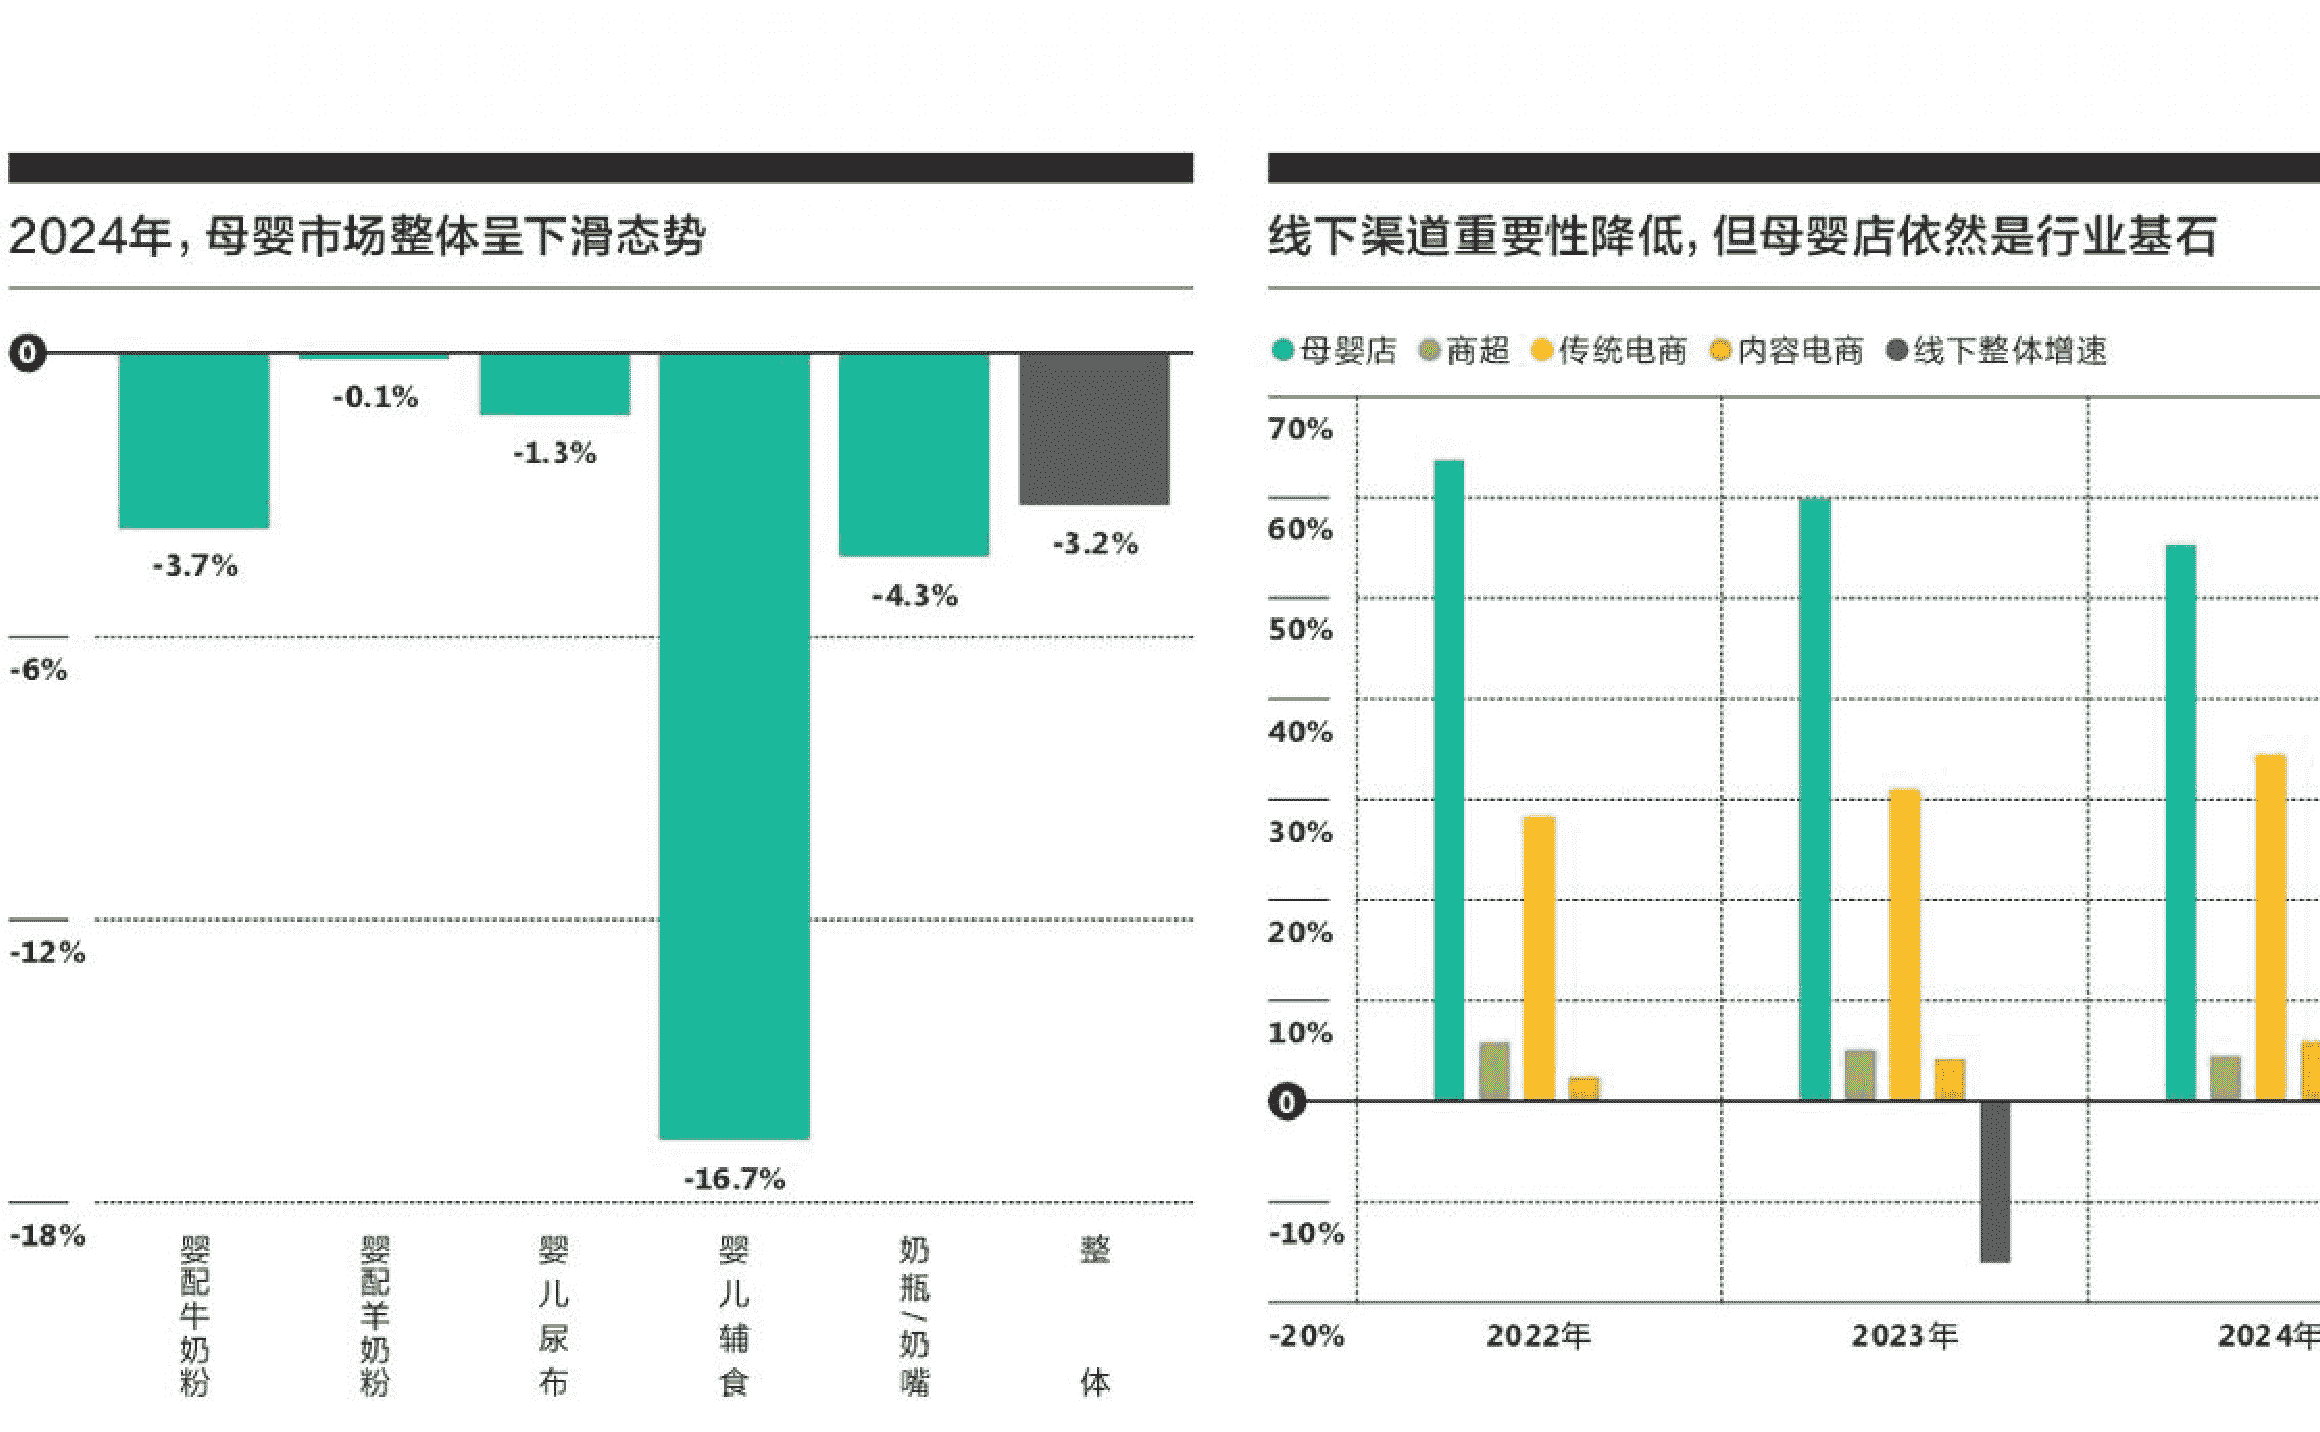 2024年，母婴市场整体呈下滑态势
0
-6%
-12%
-18%
-3.7%
-0.1%
-1.3%
-16.7%
-4.3%
-3.2%
婴配牛奶粉
婴配羊奶粉
婴儿尿布
婴儿辅食
奶瓶/奶嘴
整体
线下渠道重要性降低，但母婴店依然是行业基石
母婴店 商超 传统电商 内容电商 线下整体增速
70%
60%
50%
40%
30%
20%
10%
0
-10%
-20%
2022年
2023年
2024年